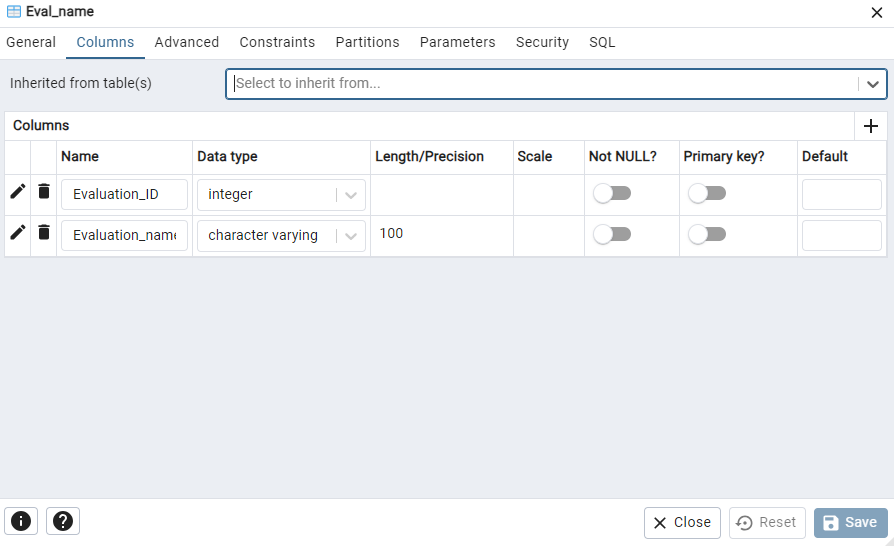 Eval_name
General Columns Advanced Constraints Partitions Parameters Security SQL
Inherited from table(s) Select to inherit from...
Columns
Name Data type Length/Precision Scale Not NULL? Primary key? Default
Evaluation_ID integer
Evaluation_name character varying 100
Close Reset Save